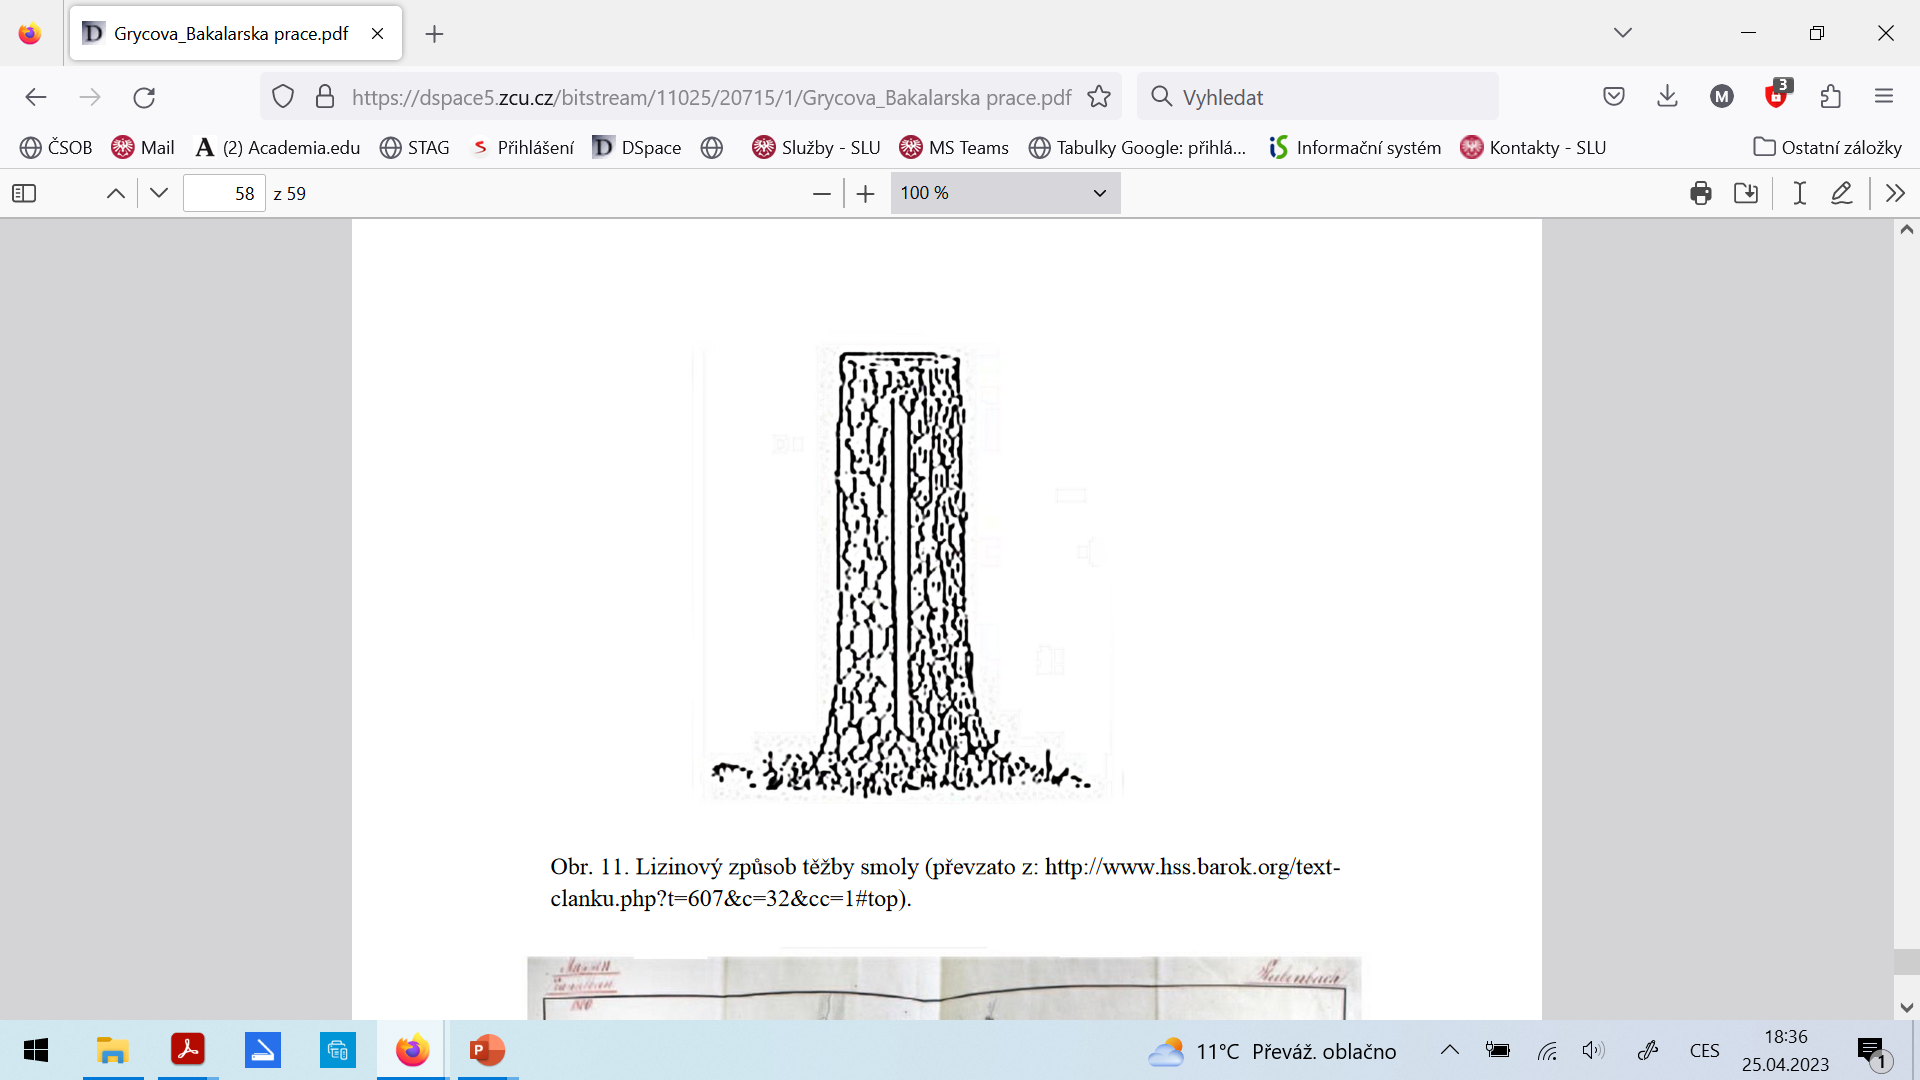 Grycova_Bakalarska prace.pdf
https://dspace5.zcu.cz/bitstream/11025/20715/1/Grycova_Bakalarska prace.pdf
Vyhledat
M
3
ČSOB
Mail
A (2) Academia.edu
STAG
Přihlášení
D DSpace
Služby - SLU
MS Teams
Tabulky Google: přihlá...
Informační systém
Kontakty - SLU
Ostatní záložky
58 z 59
100 %
Obr. 11. Lizinový způsob těžby smoly (převzato z: http://www.hss.barok.org/text-
clanku.php?t=607&c=32&cc=1#top).
11°C Převáž. oblačno
CES
18:36
25.04.2023
1